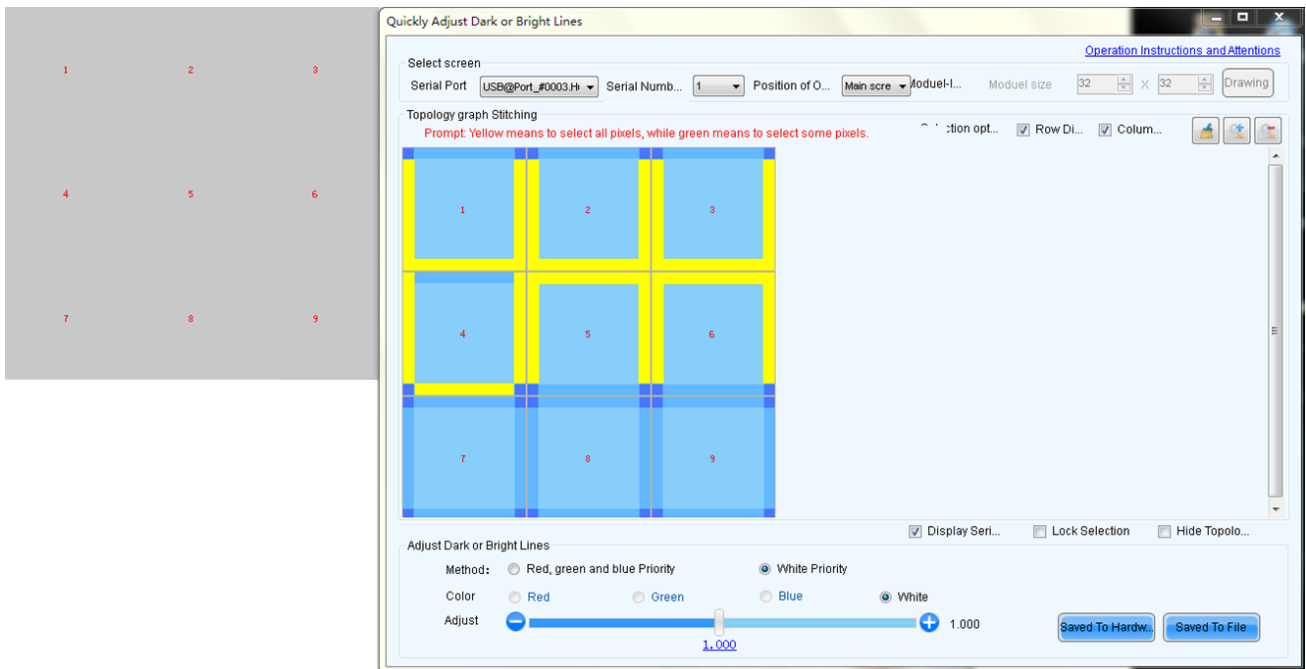 Quickly Adjust Dark or Bright Lines
Operation Instructions and Attentions
Select screen
Serial Port USB@Port_#0003.H Serial Numb... 1 Position of O... Main scre Moduel-I... Moduel size 32 X 32 Drawing
Topology graph Stitching
Prompt: Yellow means to select all pixels, while green means to select some pixels. opt... Row Di... Colum...
1 2 3
4 5 6
7 8 9
1 2 3
4 5 6
7 8 9
Display Seri... Lock Selection Hide Topolo...
Adjust Dark or Bright Lines
Method: Red, green and blue Priority White Priority
Color Red Green Blue White
Adjust 1.000
1.000
Saved To Hardw... Saved To File